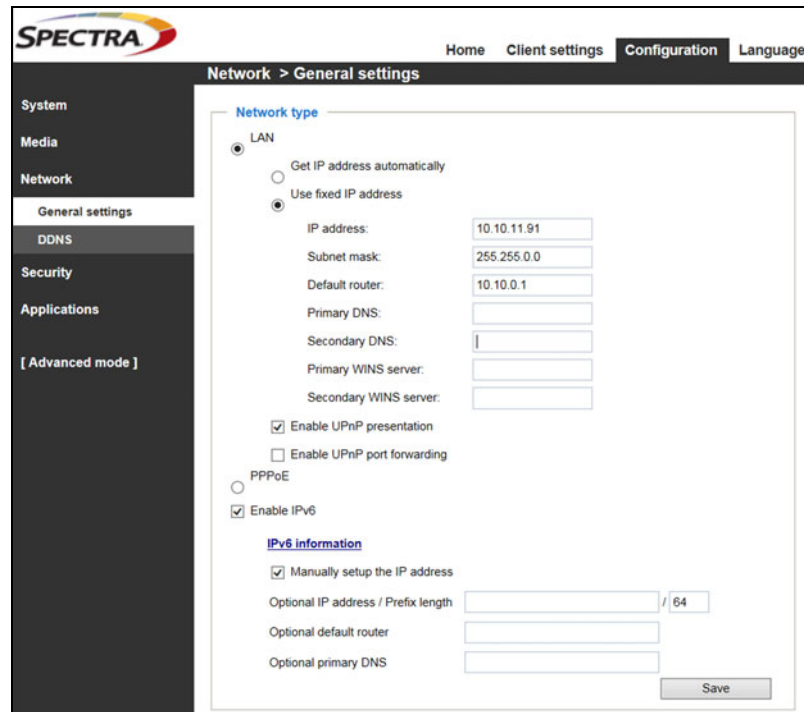 SPECTRA
Home Client settings Configuration Language
Network > General settings
System
Media
Network
General settings
DDNS
Security
Applications
[ Advanced mode ]
Network type
LAN
Get IP address automatically
Use fixed IP address
IP address: 10.10.11.91
Subnet mask: 255.255.0.0
Default router: 10.10.0.1
Primary DNS:
Secondary DNS:
Primary WINS server:
Secondary WINS server:
Enable UPnP presentation
Enable UPnP port forwarding
PPPoE
Enable IPv6
IPv6 information
Manually setup the IP address
Optional IP address / Prefix length / 64
Optional default router
Optional primary DNS
Save